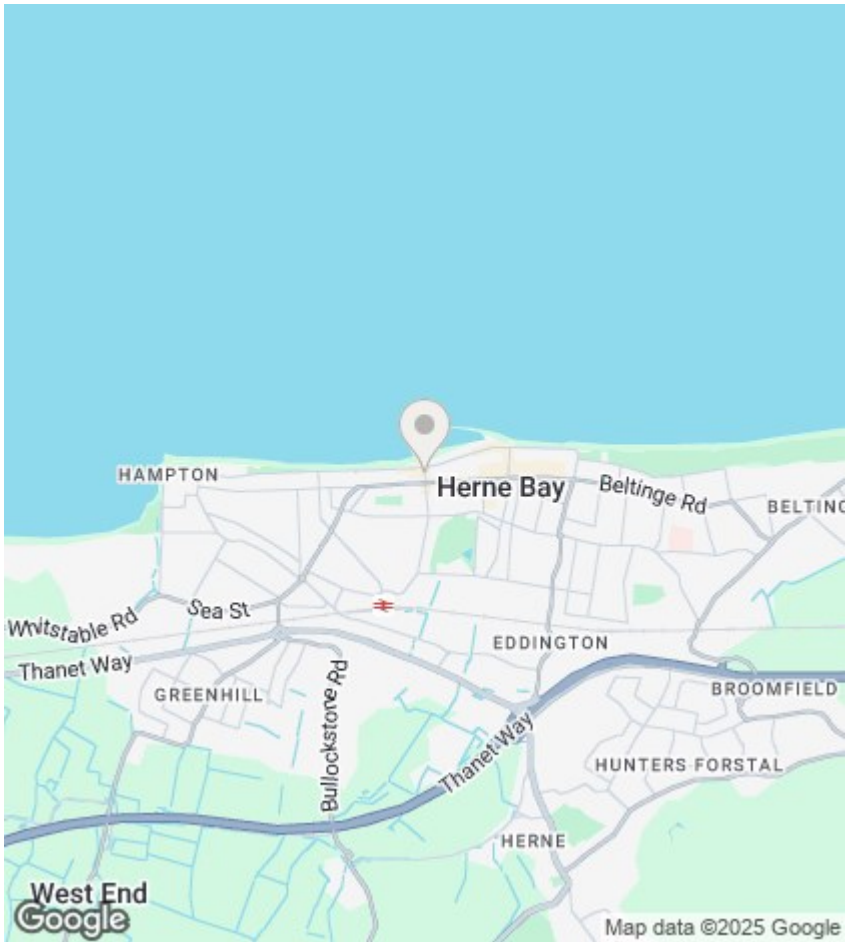 HAMPTON
Herne Bay
Beltinge Rd
BELTING
Whitstable Rd
Sea St
EDDINGTON
Thanet Way
GREENHILL
Bullockstone Rd
BROOMFIELD
Thanet Way
HUNTERS FORSTAL
HERNE
West End
Google
Map data ©2025 Google